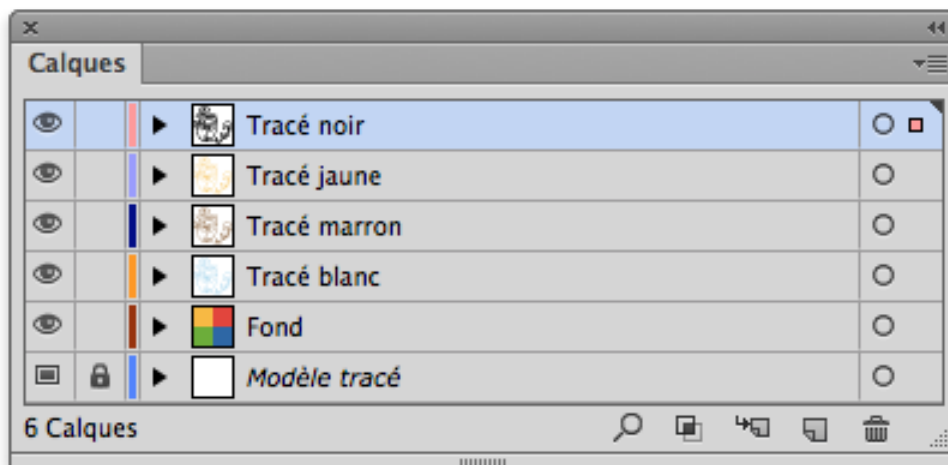 Calques
Tracé noir
Tracé jaune
Tracé marron
Tracé blanc
Fond
Modèle tracé
6 Calques